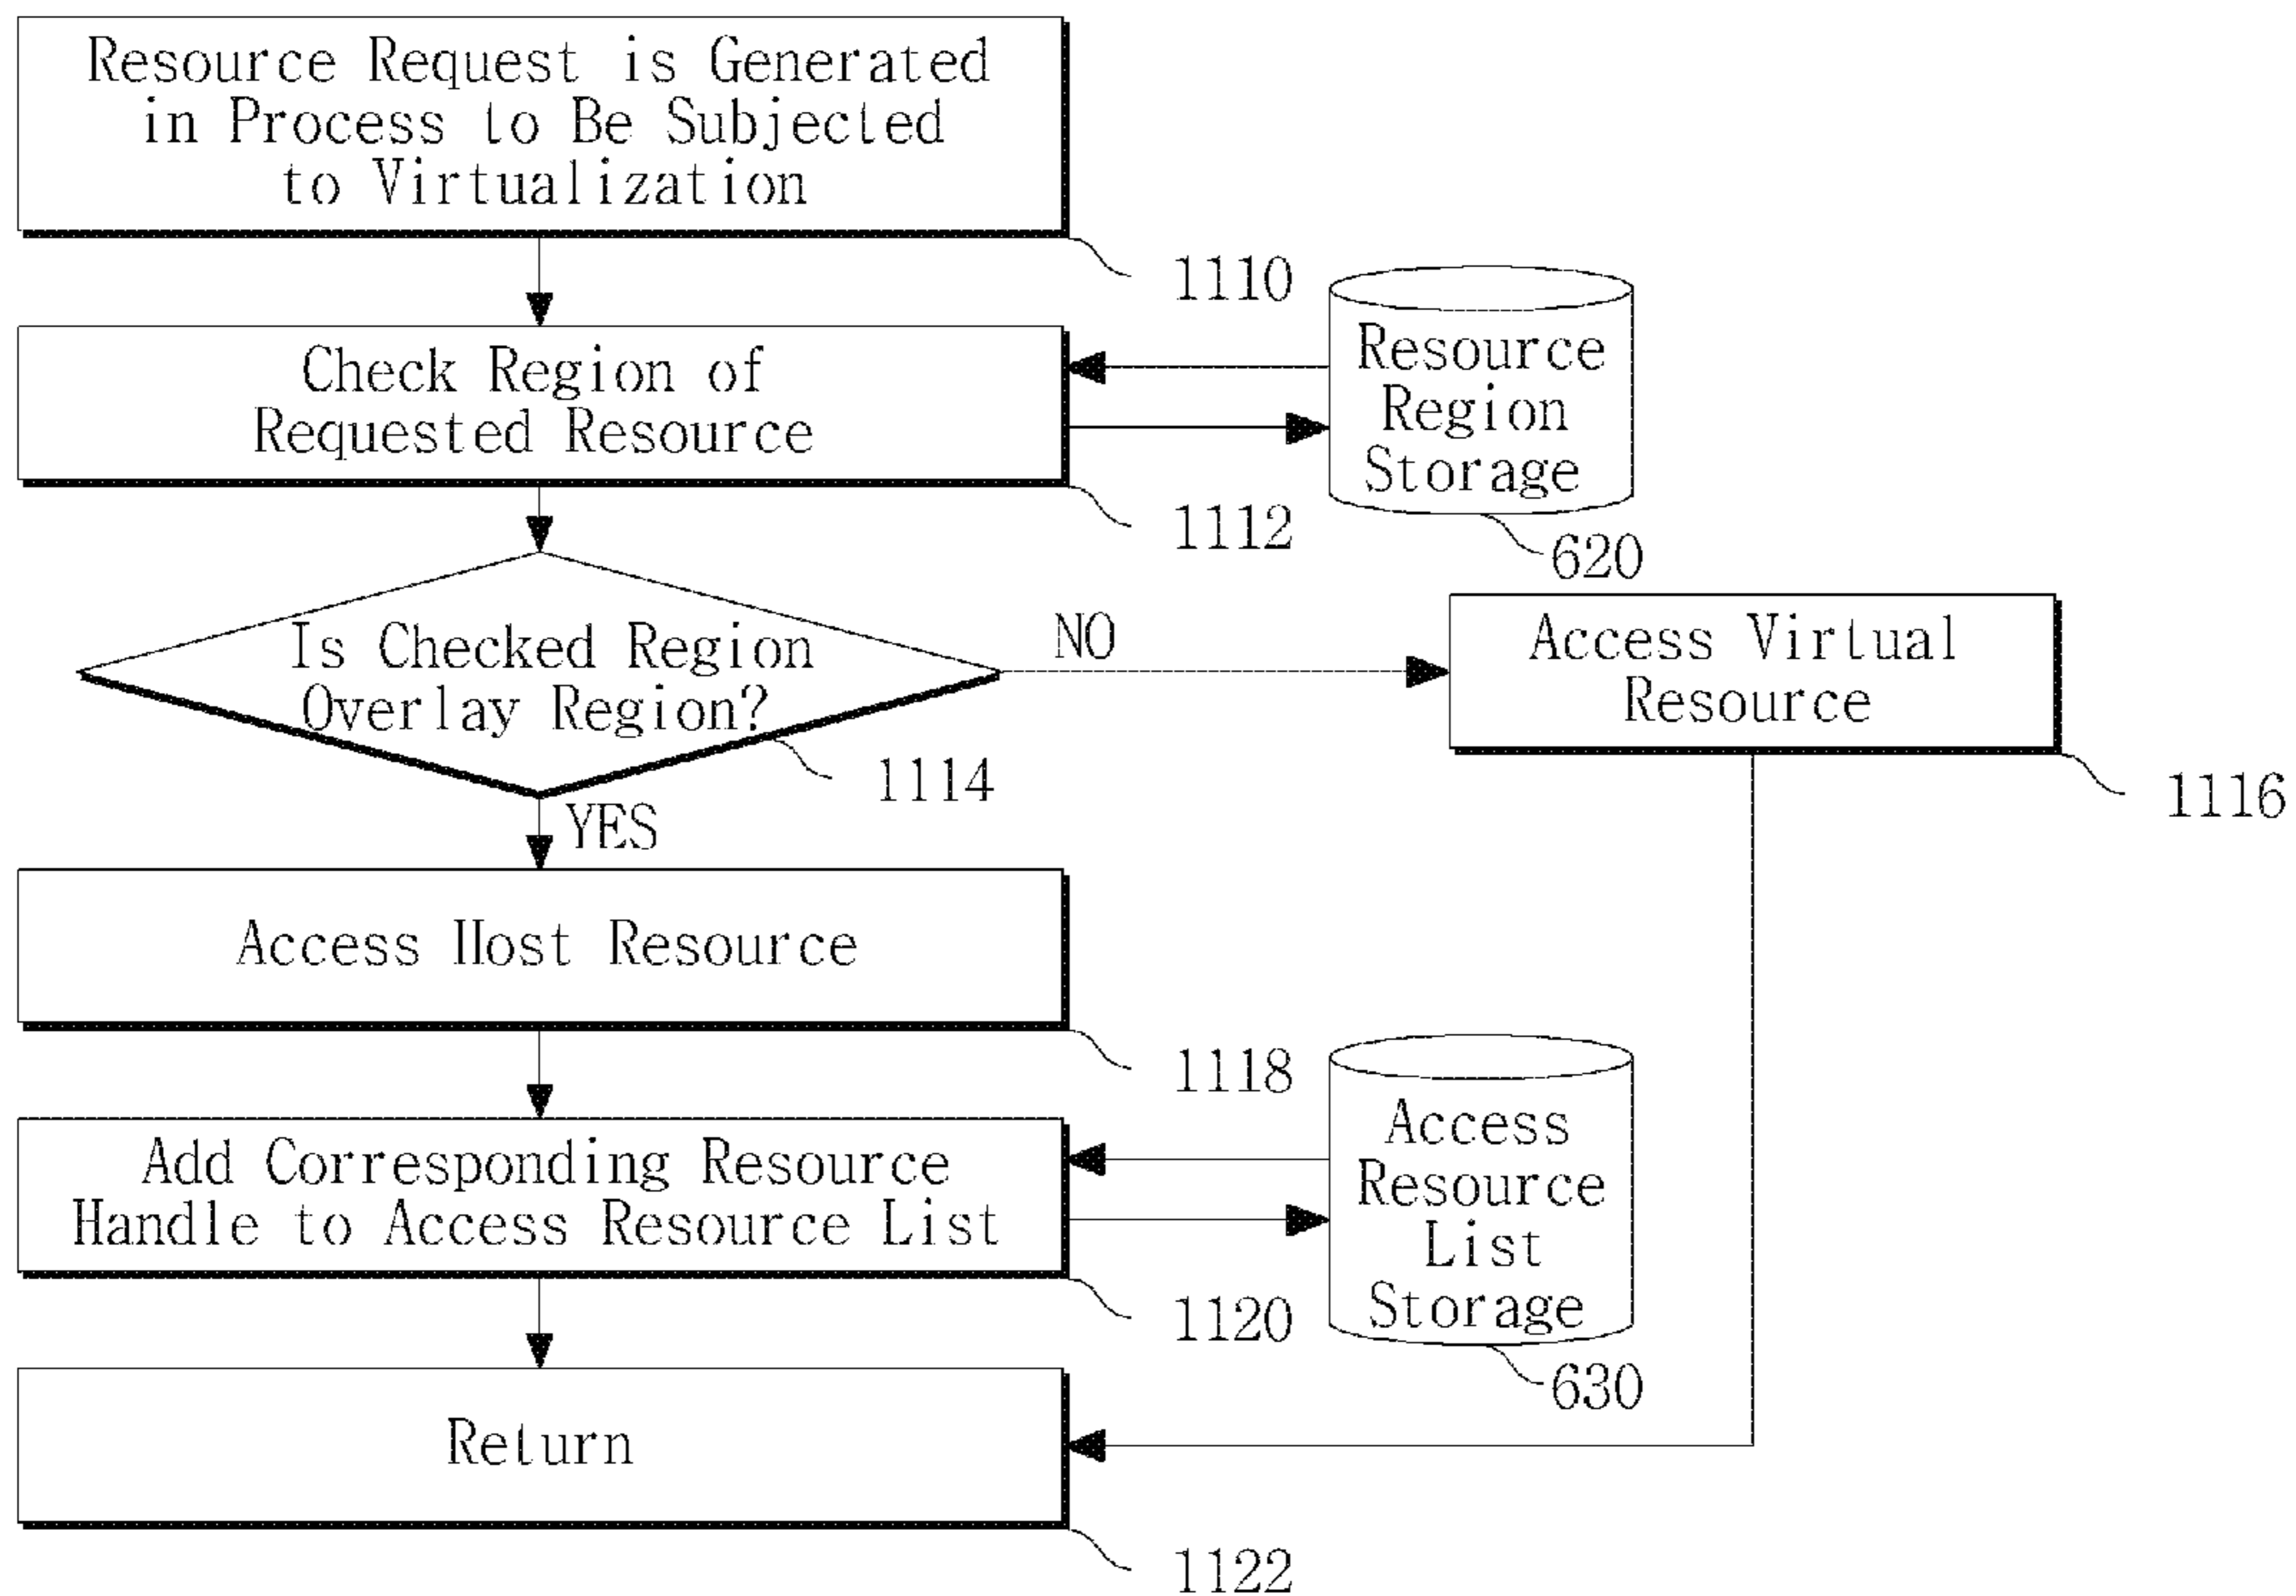 Resource Request is Generated
in Process to Be Subjected
to Virtualization
1110
Check Region of
Requested Resource
1112
Resource
Region
Storage
620
Is Checked Region
Overlay Region?
1114
NO
YES
Access Virtual
Resource
1116
Access Host Resource
1118
Add Corresponding Resource
Handle to Access Resource List
1120
Access
Resource
List
Storage
630
Return
1122